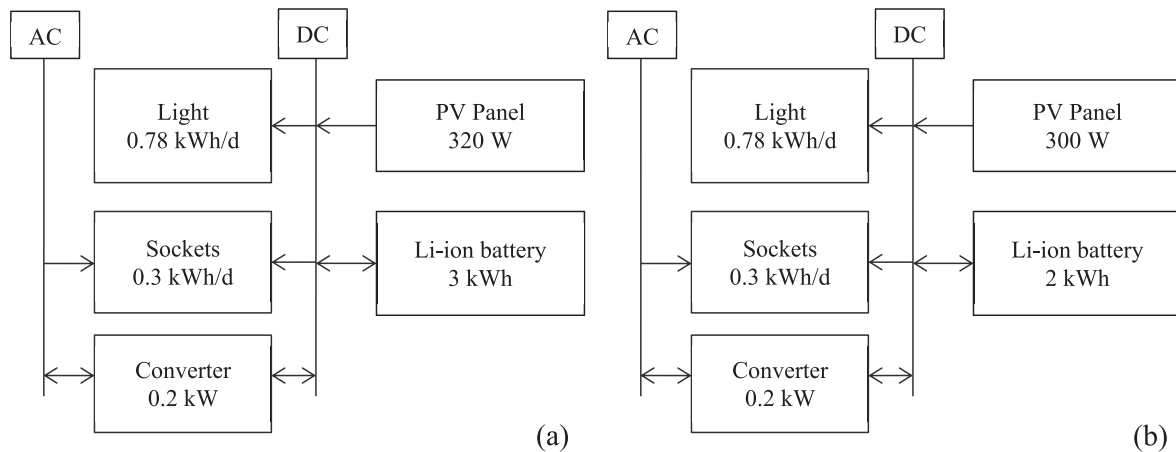 AC
DC
Light
0.78 kWh/d
PV Panel
320 W
Sockets
0.3 kWh/d
Li-ion battery
3 kWh
Converter
0.2 kW
(a)
AC
DC
Light
0.78 kWh/d
PV Panel
300 W
Sockets
0.3 kWh/d
Li-ion battery
2 kWh
Converter
0.2 kW
(b)